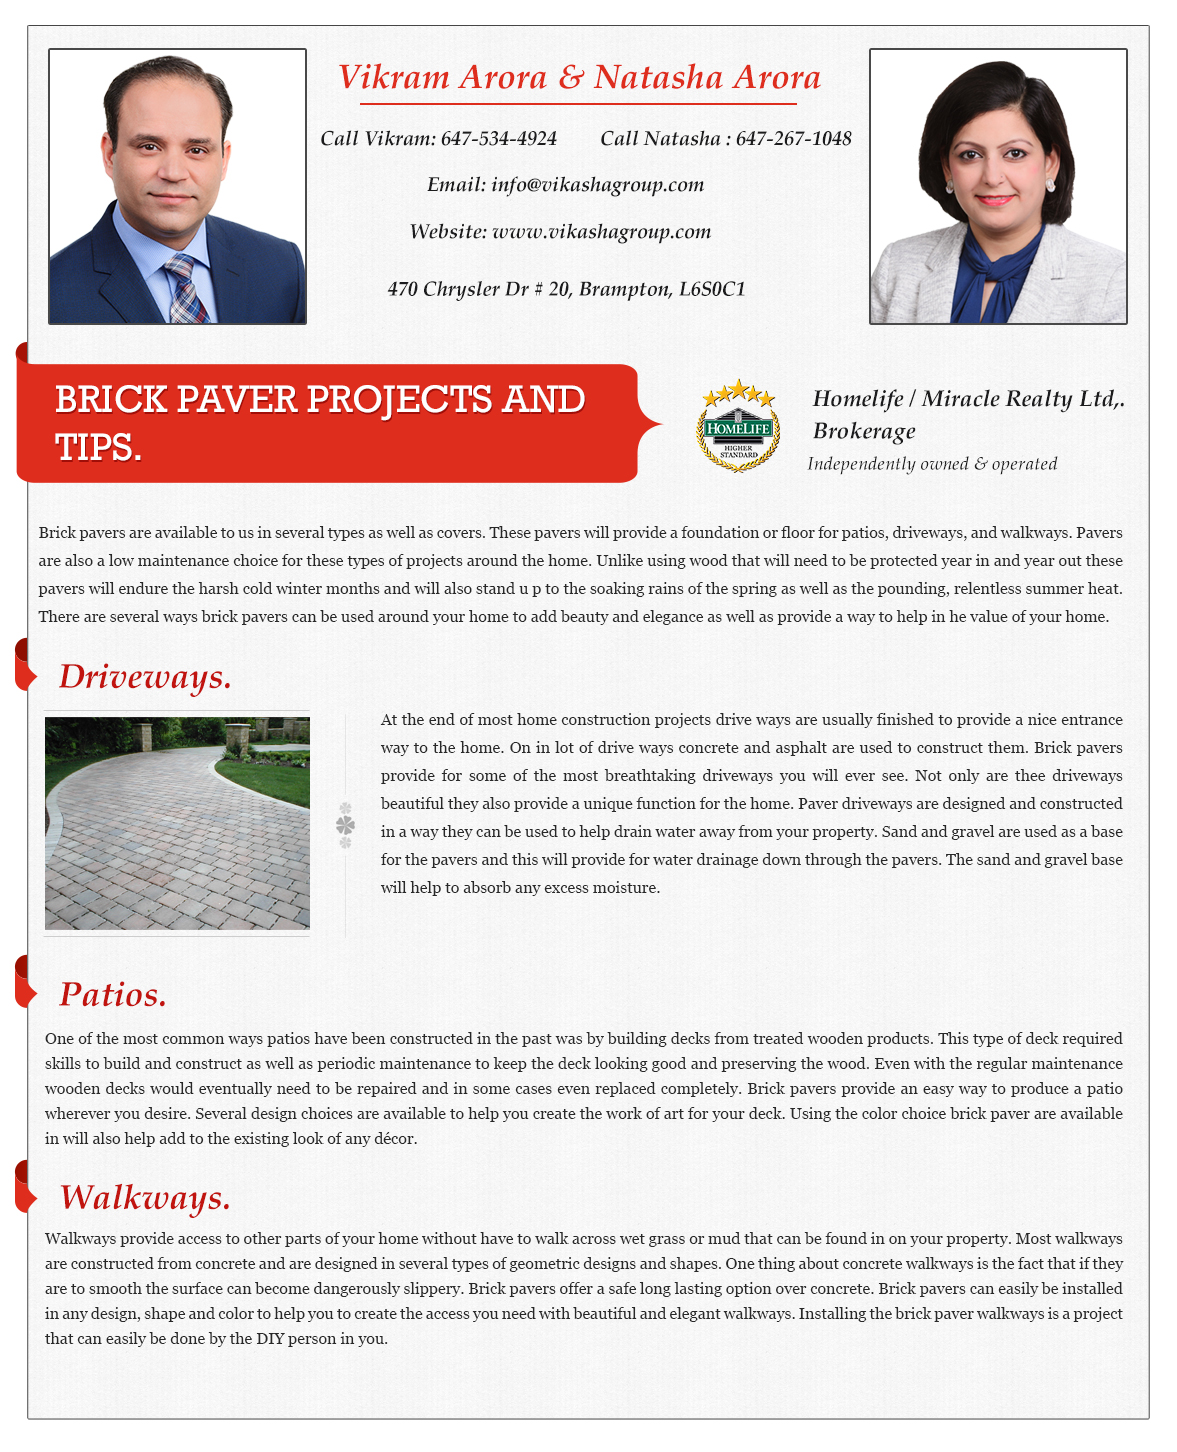 Vikram Arora & Natasha Arora
Call Vikram: 647-534-4924 Call Natasha : 647-267-1048
Email: info@vikashagroup.com
Website: www.vikashagroup.com
470 Chrysler Dr # 20, Brampton, L6S0C1
BRICK PAVER PROJECTS AND
TIPS.
HOMELIFE
HIGHER
STANDARD
Homelife / Miracle Realty Ltd,.
Brokerage
Independently owned & operated
Brick pavers are available to us in several types as well as covers. These pavers will provide a foundation or floor for patios, driveways, and walkways. Pavers
are also a low maintenance choice for these types of projects around the home. Unlike using wood that will need to be protected year in and year out these
pavers will endure the harsh cold winter months and will also stand u p to the soaking rains of the spring as well as the pounding, relentless summer heat.
There are several ways brick pavers can be used around your home to add beauty and elegance as well as provide a way to help in he value of your home.
Driveways.
At the end of most home construction projects drive ways are usually finished to provide a nice entrance
way to the home. On in lot of drive ways concrete and asphalt are used to construct them. Brick pavers
provide for some of the most breathtaking driveways you will ever see. Not only are thee driveways
beautiful they also provide a unique function for the home. Paver driveways are designed and constructed
in a way they can be used to help drain water away from your property. Sand and gravel are used as a base
for the pavers and this will provide for water drainage down through the pavers. The sand and gravel base
will help to absorb any excess moisture.
Patios.
One of the most common ways patios have been constructed in the past was by building decks from treated wooden products. This type of deck required
skills to build and construct as well as periodic maintenance to keep the deck looking good and preserving the wood. Even with the regular maintenance
wooden decks would eventually need to be repaired and in some cases even replaced completely. Brick pavers provide an easy way to produce a patio
wherever you desire. Several design choices are available to help you create the work of art for your deck. Using the color choice brick paver are available
in will also help add to the existing look of any décor.
Walkways.
Walkways provide access to other parts of your home without have to walk across wet grass or mud that can be found in on your property. Most walkways
are constructed from concrete and are designed in several types of geometric designs and shapes. One thing about concrete walkways is the fact that if they
are to smooth the surface can become dangerously slippery. Brick pavers offer a safe long lasting option over concrete. Brick pavers can easily be installed
in any design, shape and color to help you to create the access you need with beautiful and elegant walkways. Installing the brick paver walkways is a project
that can easily be done by the DIY person in you.